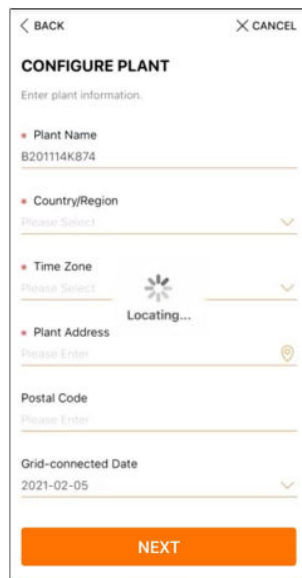 BACK
CANCEL
CONFIGURE PLANT
Enter plant information.
Plant Name
B201114K874
Country/Region
Please Select
Time Zone
Please Select
Locating...
Plant Address
Please Enter
Postal Code
Please Enter
Grid-connected Date
2021-02-05
NEXT